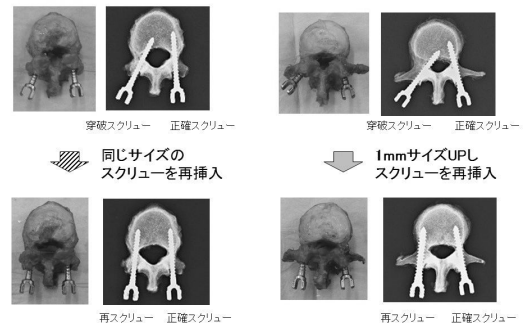 穿破スクリュー 正確スクリュー
穿破スクリュー 正確スクリュー
同じサイズの
スクリューを再挿入
1mmサイズUPし
スクリューを再挿入
再スクリュー 正確スクリュー
再スクリュー 正確スクリュー